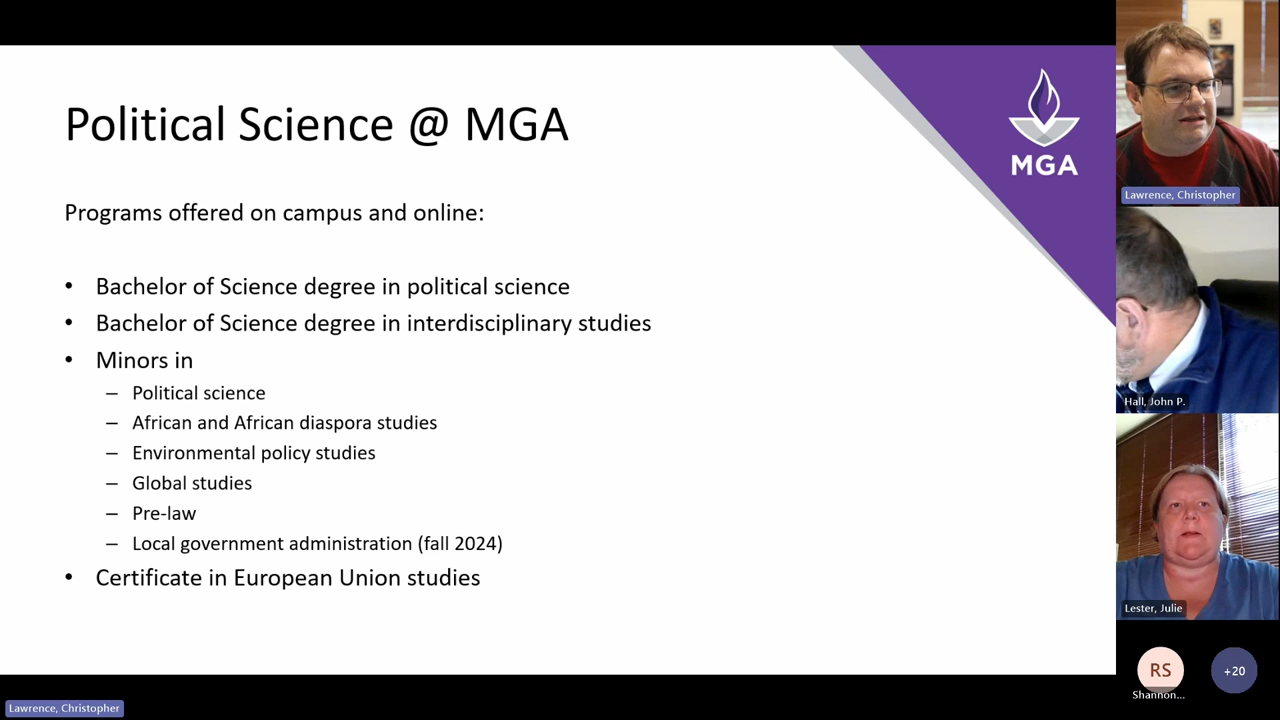 Political Science @ MGA
MGA
Programs offered on campus and online:
• Bachelor of Science degree in political science
• Bachelor of Science degree in interdisciplinary studies
• Minors in
– Political science
– African and African diaspora studies
– Environmental policy studies
– Global studies
– Pre-law
– Local government administration (fall 2024)
• Certificate in European Union studies
Lawrence, Christopher
Hall, John P.
Lester, Julie
RS
Shannon...
+20
Lawrence, Christopher